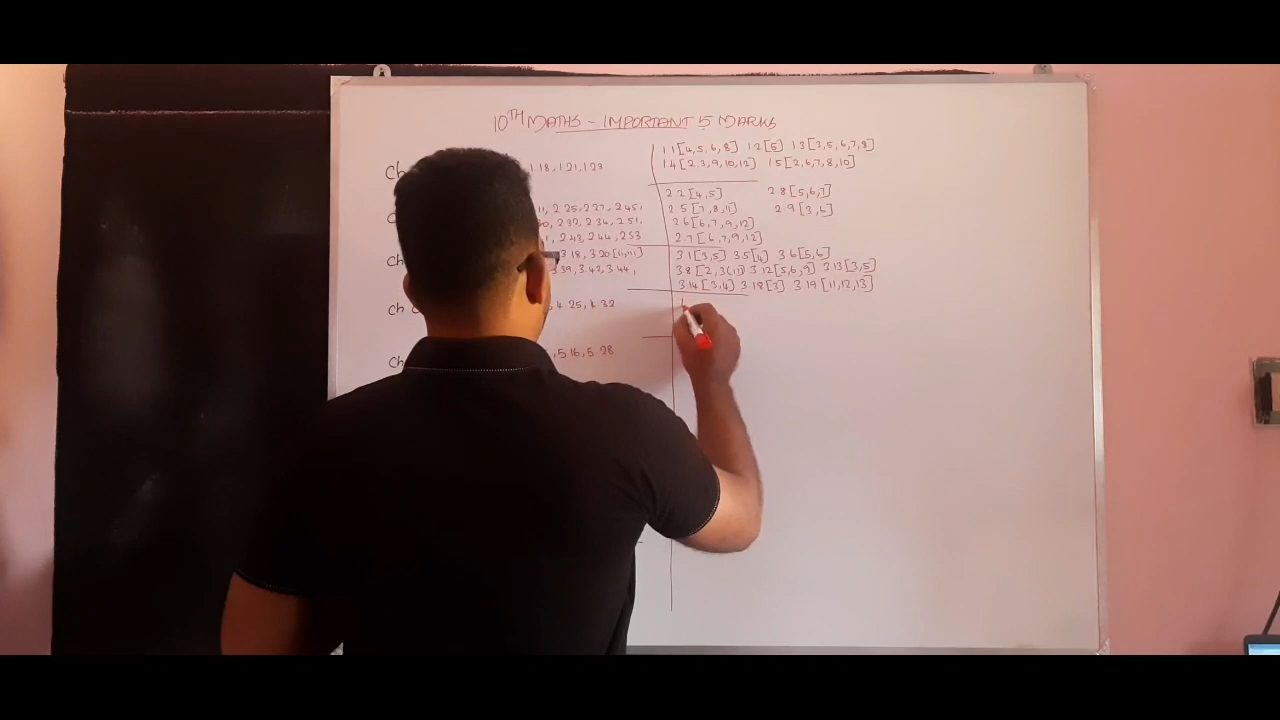 10TH MATHS - IMPORTANT 5 MARKS
Ch 1.18, 1.21, 1.23
2.25, 2.27, 2.45,
2.32, 2.34, 2.51,
2.43, 2.44, 2.53
Ch 3.18, 3.20[ii,iii]
3.42, 3.44,
Ch 4.25, 4.32
Ch 5.16, 5.28
1.1[4,5,6,8] 1.2[5] 1.3[3,5,6,7,8]
1.4[2,3,9,10,12] 1.5[2,6,7,8,10]
2.2[4,5] 2.8[5,6,7]
2.5[7,8,11] 2.9[3,6]
2.6[6,7,9,12]
2.7[6,7,9,12]
3.1[3,5] 3.5[4] 3.6[5,6]
3.8[2,3(i)] 3.12[5,6,9] 3.13[3,5]
3.14[3,4] 3.18[3] 3.19[11,12,13]